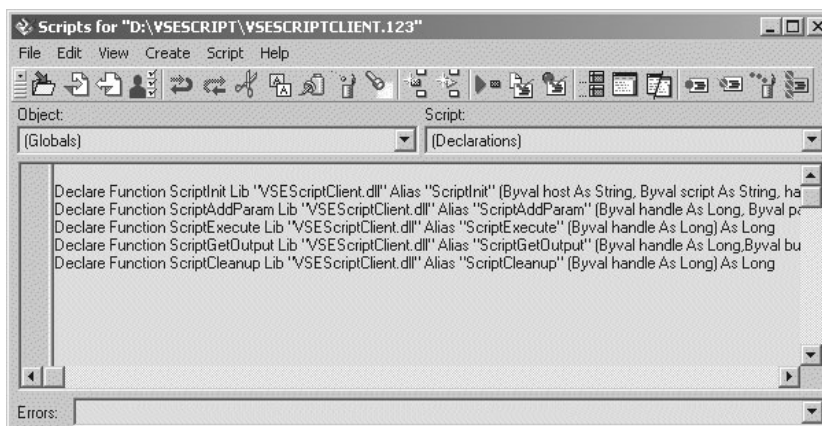 Scripts for "D:\VSESCRIPT\VSESCRIPTCLIENT.123"
File Edit View Create Script Help
Object: Script:
(Globals) (Declarations)
Declare Function ScriptInit Lib "VSEScriptClient.dll" Alias "ScriptInit" (Byval host As String, Byval script As String, ha
Declare Function ScriptAddParam Lib "VSEScriptClient.dll" Alias "ScriptAddParam" (Byval handle As Long, Byval pa
Declare Function ScriptExecute Lib "VSEScriptClient.dll" Alias "ScriptExecute" (Byval handle As Long) As Long
Declare Function ScriptGetOutput Lib "VSEScriptClient.dll" Alias "ScriptGetOutput" (Byval handle As Long,Byval bu
Declare Function ScriptCleanup Lib "VSEScriptClient.dll" Alias "ScriptCleanup" (Byval handle As Long) As Long
Errors: